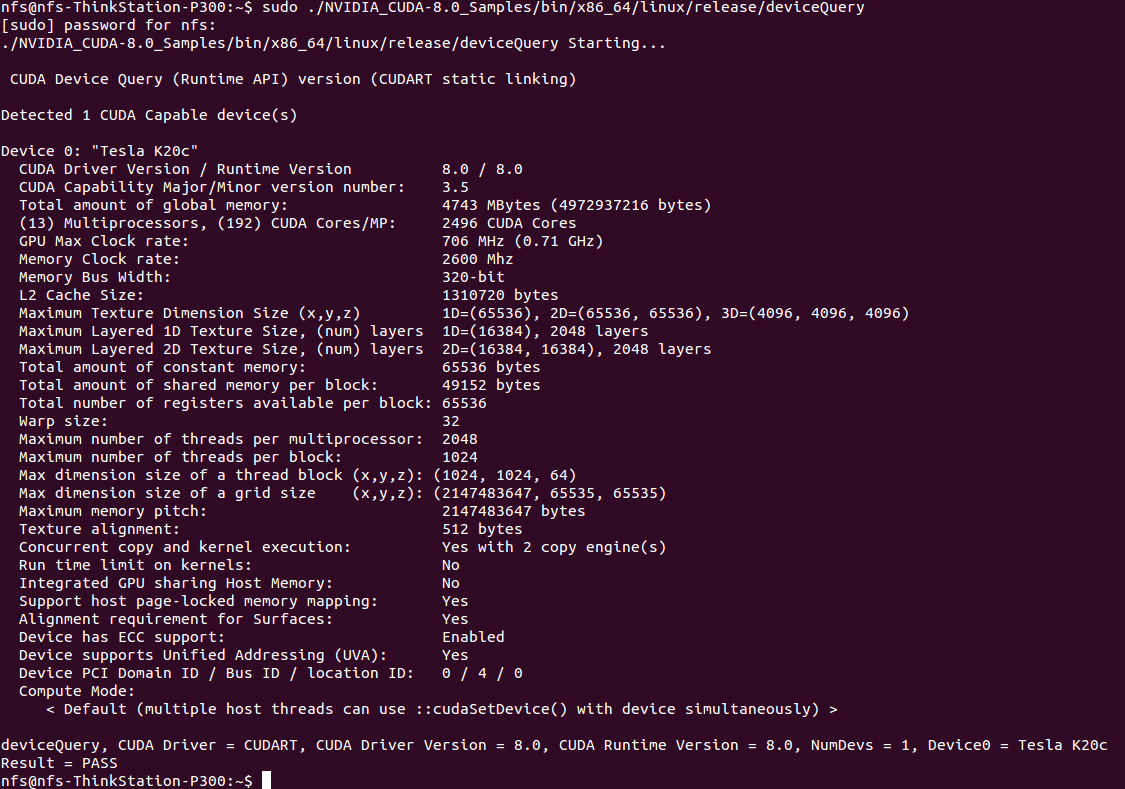 nfs@nfs-ThinkStation-P300:~$ sudo ./NVIDIA_CUDA-8.0_Samples/bin/x86_64/linux/release/deviceQuery
[sudo] password for nfs:
./NVIDIA_CUDA-8.0_Samples/bin/x86_64/linux/release/deviceQuery Starting...

 CUDA Device Query (Runtime API) version (CUDART static linking)

Detected 1 CUDA Capable device(s)

Device 0: "Tesla K20c"
  CUDA Driver Version / Runtime Version          8.0 / 8.0
  CUDA Capability Major/Minor version number:    3.5
  Total amount of global memory:                 4743 MBytes (4972937216 bytes)
  (13) Multiprocessors, (192) CUDA Cores/MP:     2496 CUDA Cores
  GPU Max Clock rate:                            706 MHz (0.71 GHz)
  Memory Clock rate:                             2600 Mhz
  Memory Bus Width:                              320-bit
  L2 Cache Size:                                 1310720 bytes
  Maximum Texture Dimension Size (x,y,z)         1D=(65536), 2D=(65536, 65536), 3D=(4096, 4096, 4096)
  Maximum Layered 1D Texture Size, (num) layers  1D=(16384), 2048 layers
  Maximum Layered 2D Texture Size, (num) layers  2D=(16384, 16384), 2048 layers
  Total amount of constant memory:               65536 bytes
  Total amount of shared memory per block:       49152 bytes
  Total number of registers available per block: 65536
  Warp size:                                     32
  Maximum number of threads per multiprocessor:  2048
  Maximum number of threads per block:           1024
  Max dimension size of a thread block (x,y,z): (1024, 1024, 64)
  Max dimension size of a grid size    (x,y,z): (2147483647, 65535, 65535)
  Maximum memory pitch:                          2147483647 bytes
  Texture alignment:                             512 bytes
  Concurrent copy and kernel execution:          Yes with 2 copy engine(s)
  Run time limit on kernels:                     No
  Integrated GPU sharing Host Memory:            No
  Support host page-locked memory mapping:       Yes
  Alignment requirement for Surfaces:            Yes
  Device has ECC support:                        Enabled
  Device supports Unified Addressing (UVA):      Yes
  Device PCI Domain ID / Bus ID / location ID:   0 / 4 / 0
  Compute Mode:
     < Default (multiple host threads can use ::cudaSetDevice() with device simultaneously) >

deviceQuery, CUDA Driver = CUDART, CUDA Driver Version = 8.0, CUDA Runtime Version = 8.0, NumDevs = 1, Device0 = Tesla K20c
Result = PASS
nfs@nfs-ThinkStation-P300:~$